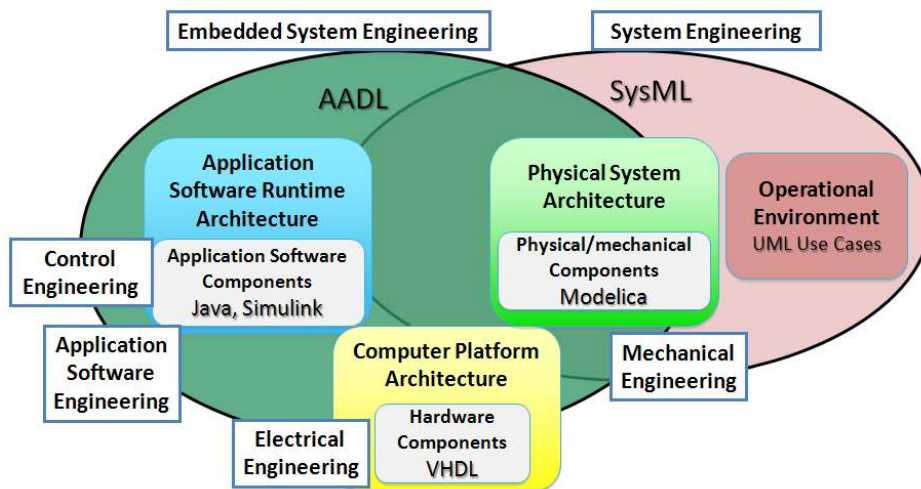 Embedded System Engineering
System Engineering
AADL
SysML
Application
Software Runtime
Architecture
Application Software
Components
Java, Simulink
Physical System
Architecture
Physical/mechanical
Components
Modelica
Operational
Environment
UML Use Cases
Control
Engineering
Application
Software
Engineering
Computer Platform
Architecture
Hardware
Components
VHDL
Mechanical
Engineering
Electrical
Engineering